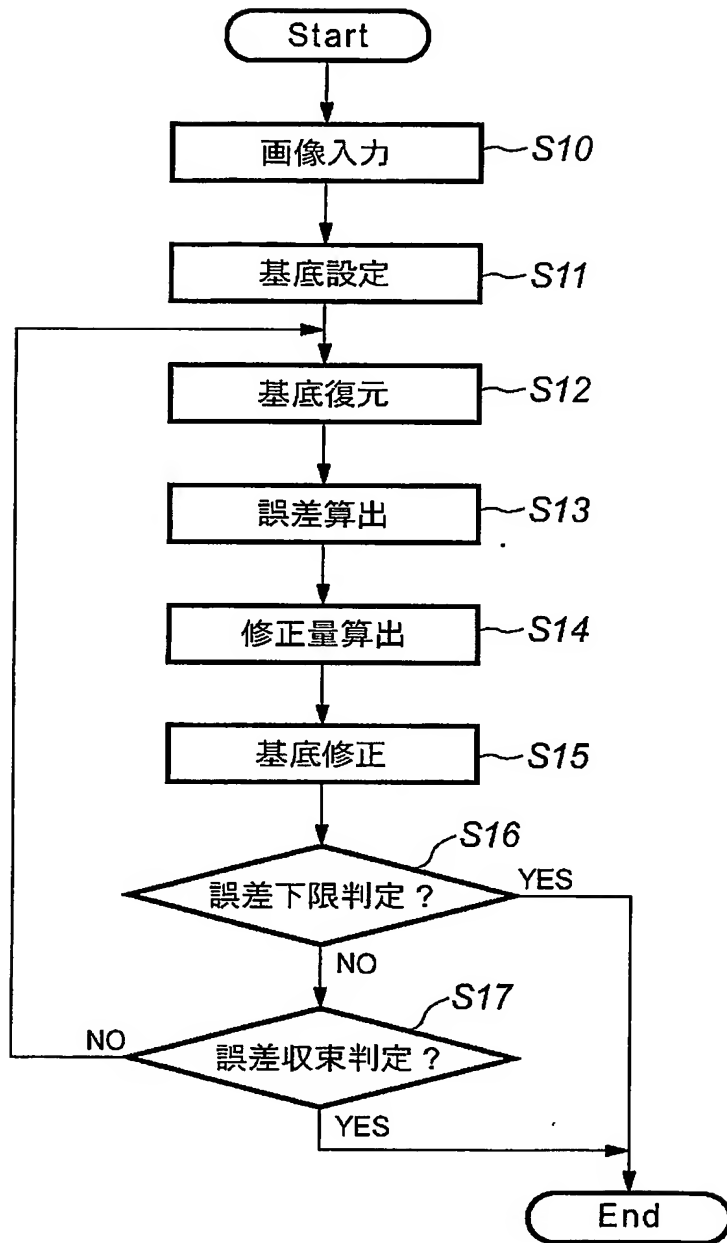 Start
画像入力
S10
基底設定
S11
基底復元
S12
誤差算出
S13
修正量算出
S14
基底修正
S15
S16
誤差下限判定？
YES
NO
S17
NO
誤差収束判定？
YES
End